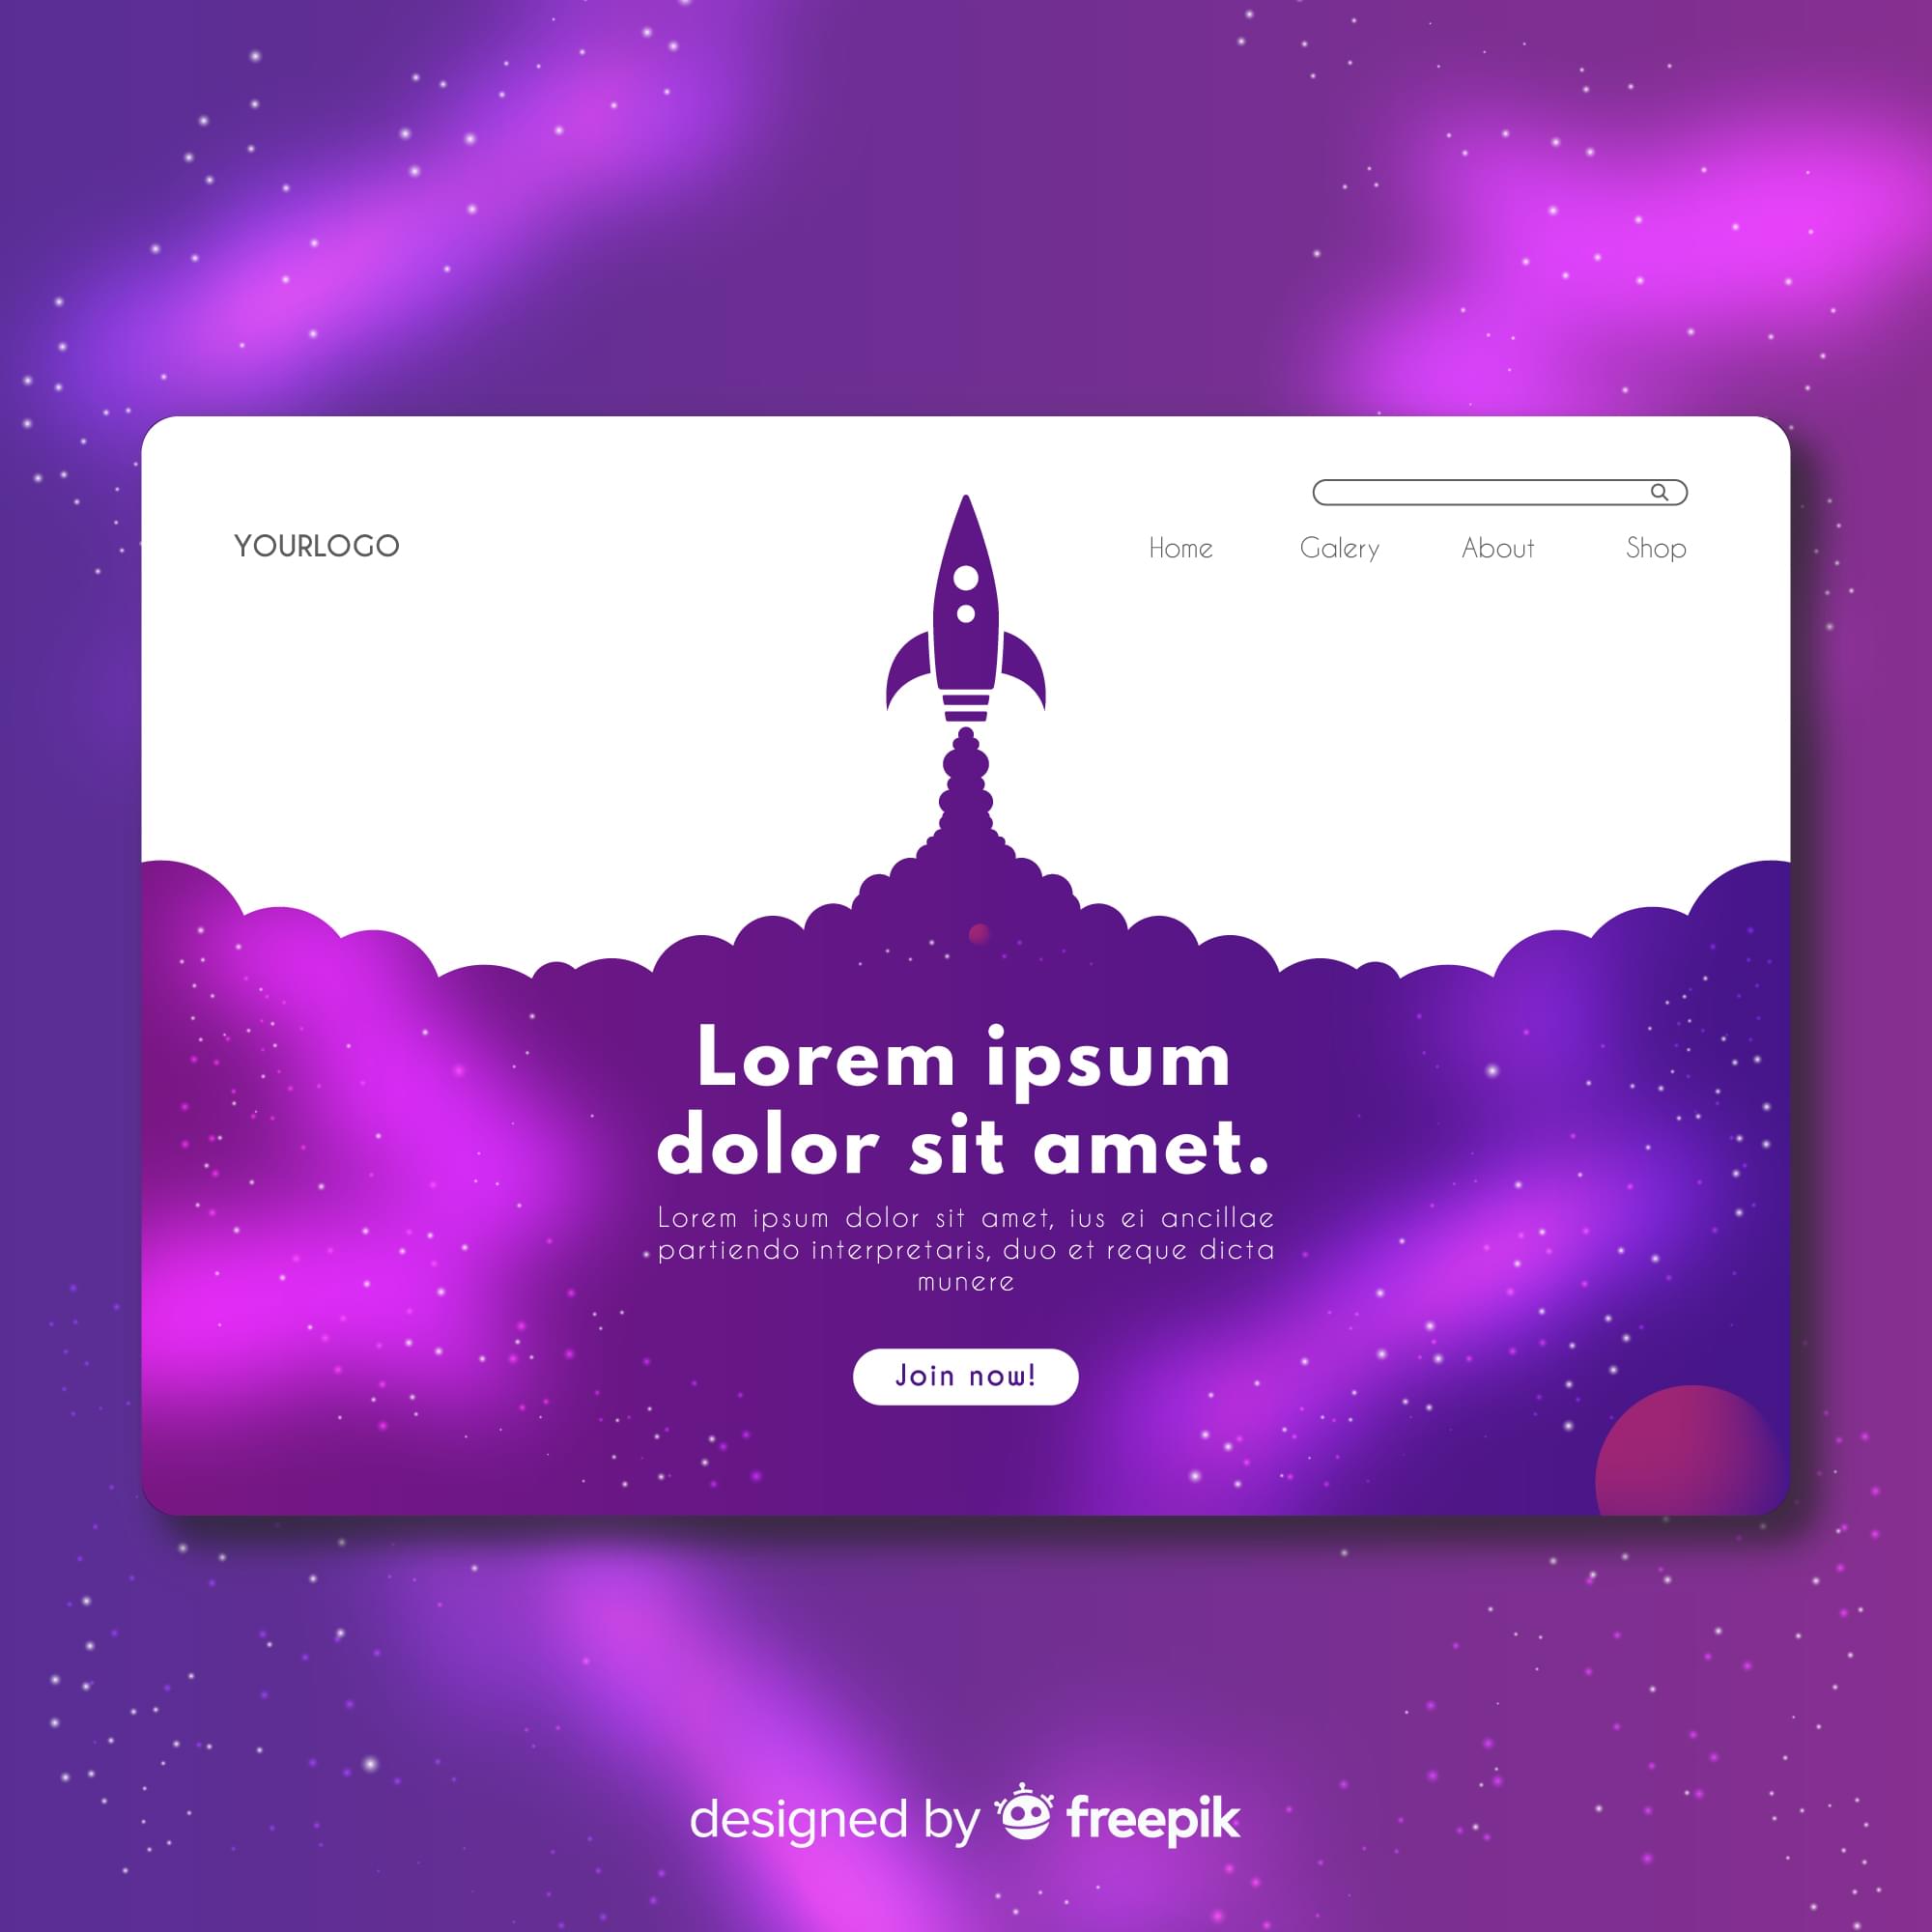 YOURLOGO
Home Galery About Shop
Lorem ipsum
dolor sit amet.
Lorem ipsum dolor sit amet, ius ei ancillae
partiendo interpretaris, duo et reque dicta
munere
Join now!
designed by freepik